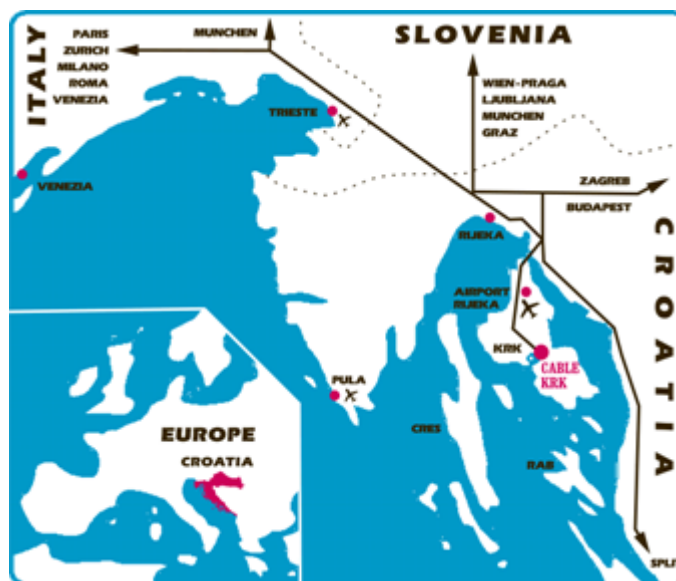 ITALY
PARIS
ZURICH
MILANO
ROMA
VENEZIA
MUNCHEN
SLOVENIA
WIEN-PRAGA
LJUBLJANA
MUNCHEN
GRAZ
TRIESTE
VENEZIA
ZAGREB
BUDAPEST
CROATIA
RIJEKA
AIRPORT
RIJEKA
KRK
CABLE
KRK
PULA
CRES
RAB
EUROPE
CROATIA
SPLIT